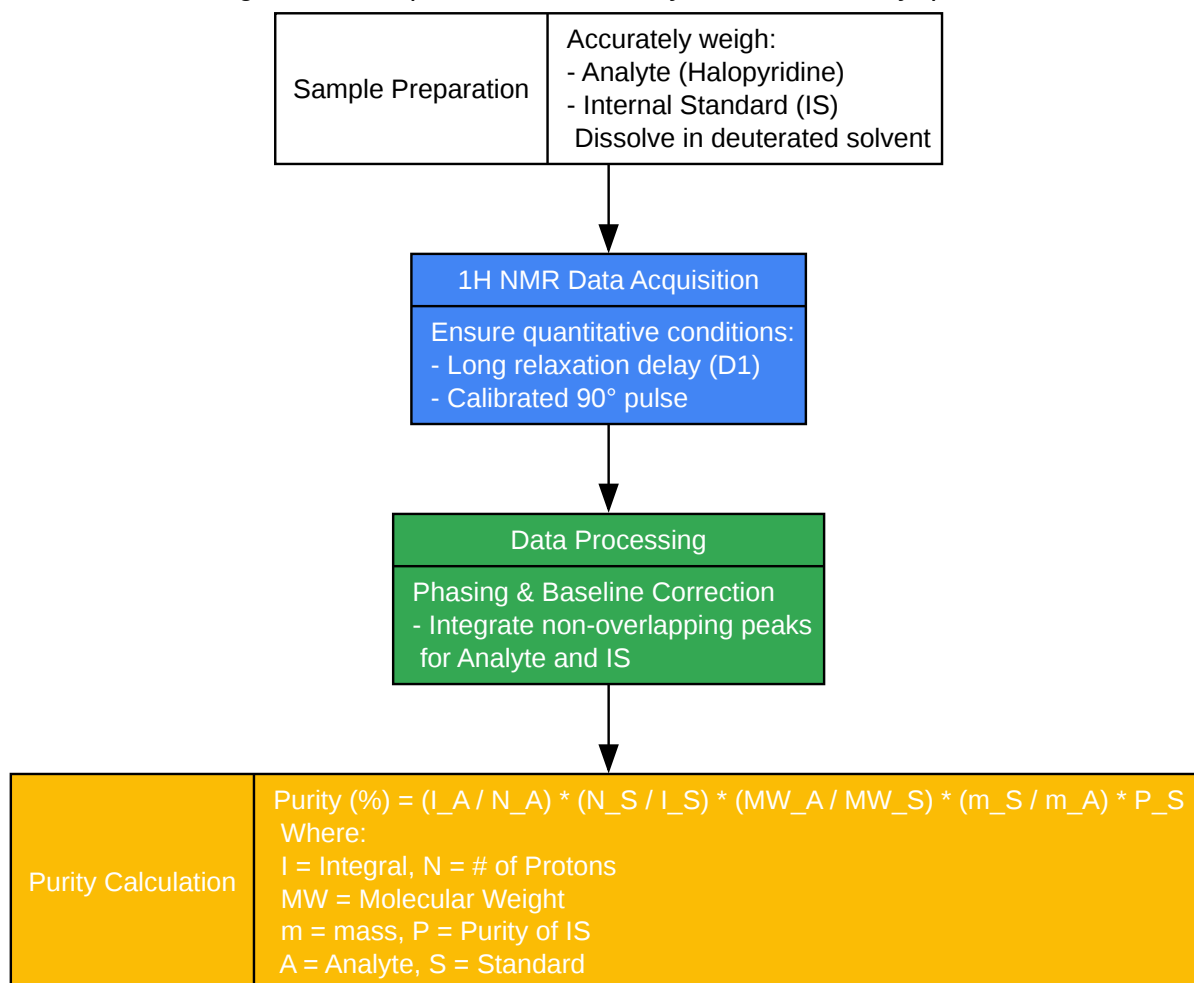 Sample Preparation
Accurately weigh:
- Analyte (Halopyridine)
- Internal Standard (IS)
Dissolve in deuterated solvent
1H NMR Data Acquisition
Ensure quantitative conditions:
- Long relaxation delay (D1)
- Calibrated 90° pulse
Data Processing
Phasing & Baseline Correction
- Integrate non-overlapping peaks
for Analyte and IS
Purity Calculation
Purity (%) = (I_A / N_A) * (N_S / I_S) * (MW_A / MW_S) * (m_S / m_A) * P_S
Where:
I = Integral, N = # of Protons
MW = Molecular Weight
m = mass, P = Purity of IS
A = Analyte, S = Standard